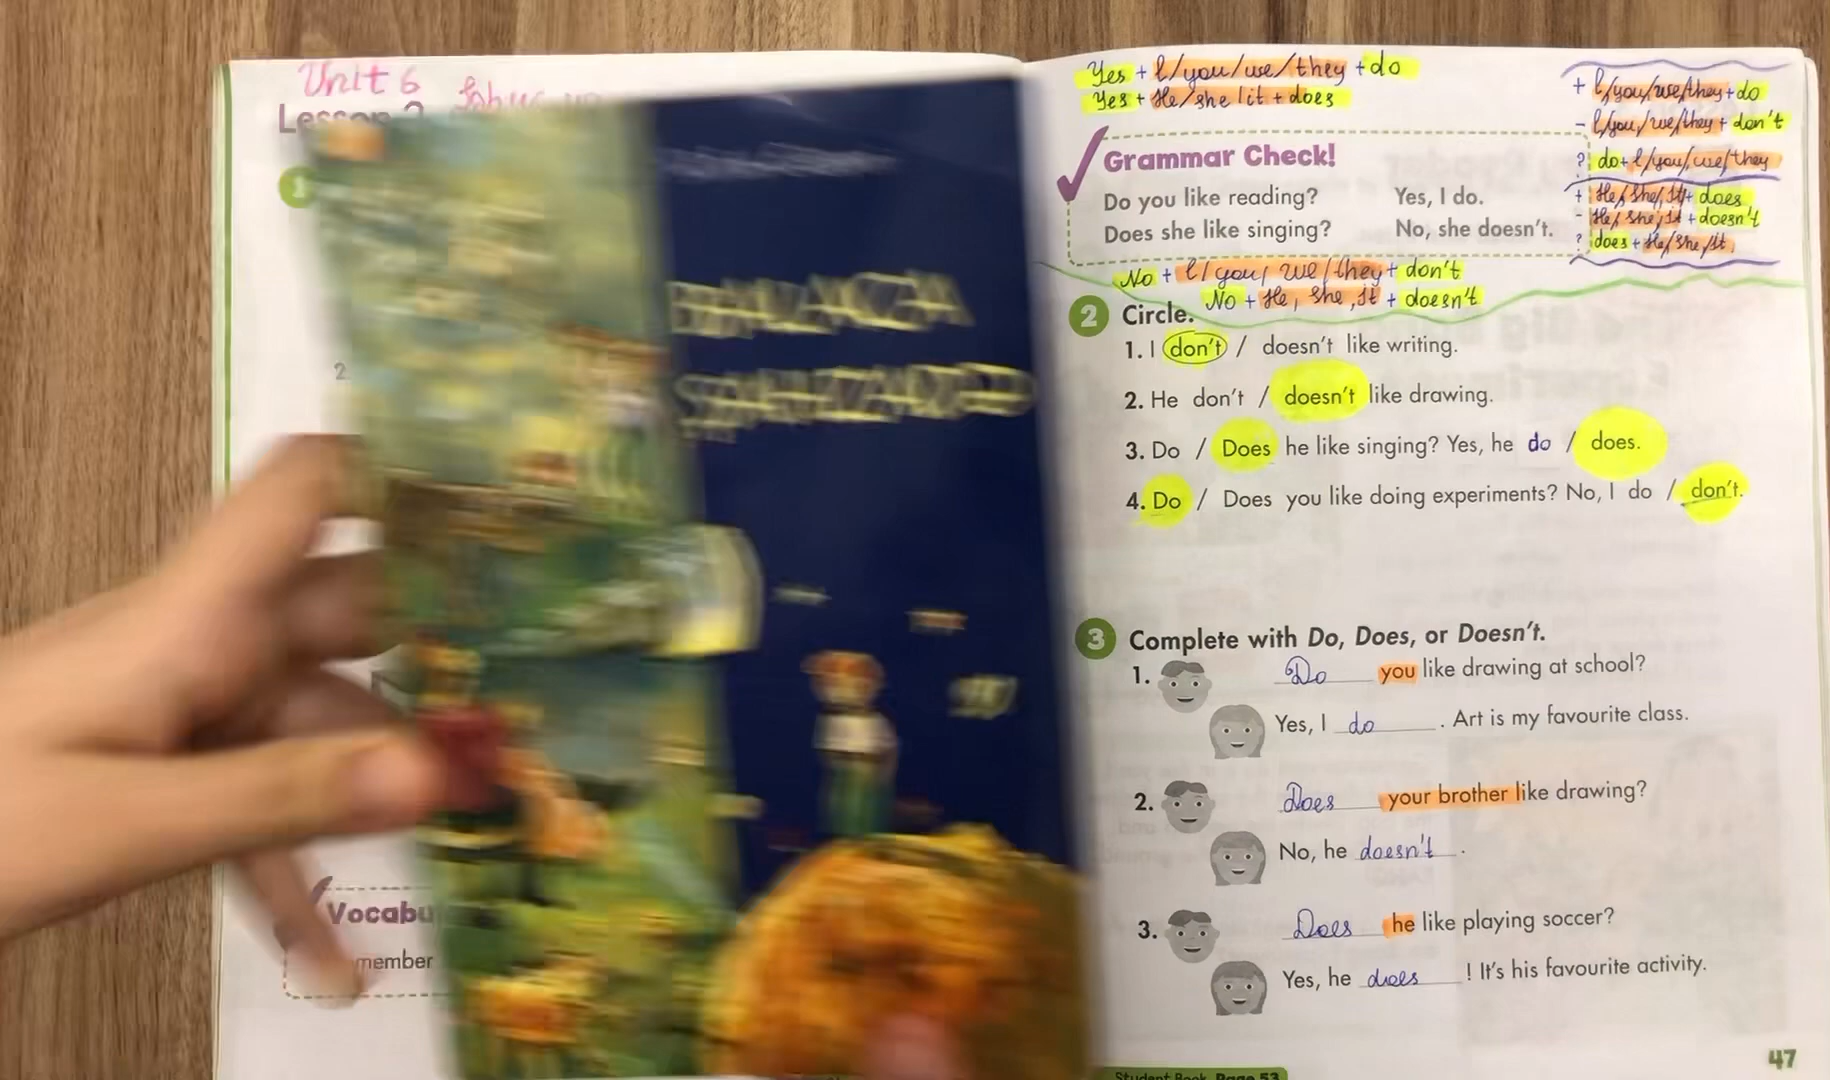 Unit 6
Lesson
1
2
Vocabu
member
Yes + I/you/we/they + do
Yes + He/she/it + does
+ I/you/we/they + do
- I/you/we/they + don't
? do + I/you/we/they
+ He/she/it + does
- He/she/it + doesn't
? does + He/she/it
Grammar Check!
Do you like reading? Yes, I do.
Does she like singing? No, she doesn't.
No + I/you/we/they + don't
No + He, she, it + doesn't
2 Circle.
1. I don't / doesn't like writing.
2. He don't / doesn't like drawing.
3. Do / Does he like singing? Yes, he do / does.
4. Do / Does you like doing experiments? No, I do / don't.
3 Complete with Do, Does, or Doesn't.
1. Do you like drawing at school?
Yes, I do. Art is my favourite class.
2. Does your brother like drawing?
No, he doesn't.
3. Does he like playing soccer?
Yes, he does! It's his favourite activity.
47
Student Book Page 53